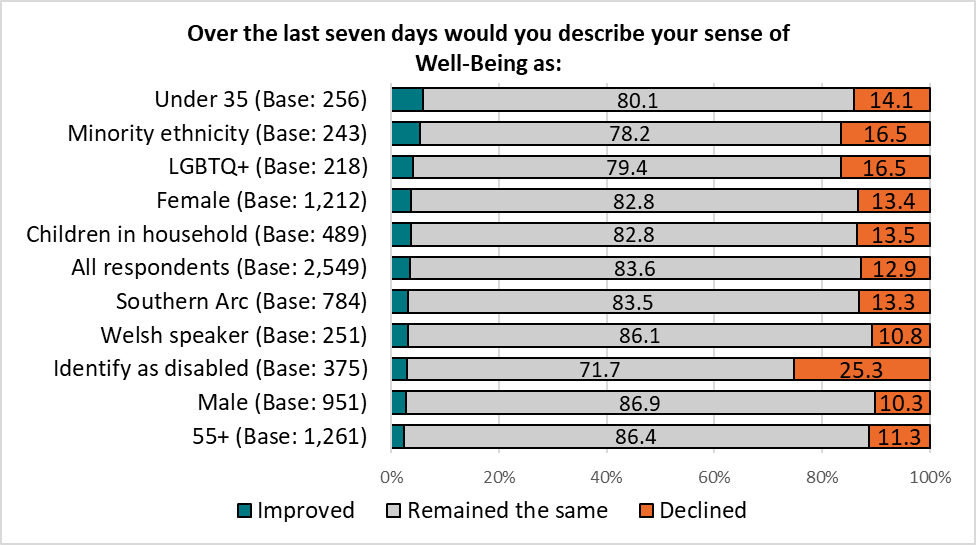 Over the last seven days would you describe your sense of
Well-Being as:
Under 35 (Base: 256) 80.1 14.1
Minority ethnicity (Base: 243) 78.2 16.5
LGBTQ+ (Base: 218) 79.4 16.5
Female (Base: 1,212) 82.8 13.4
Children in household (Base: 489) 82.8 13.5
All respondents (Base: 2,549) 83.6 12.9
Southern Arc (Base: 784) 83.5 13.3
Welsh speaker (Base: 251) 86.1 10.8
Identify as disabled (Base: 375) 71.7 25.3
Male (Base: 951) 86.9 10.3
55+ (Base: 1,261) 86.4 11.3
0% 20% 40% 60% 80% 100%
Improved Remained the same Declined